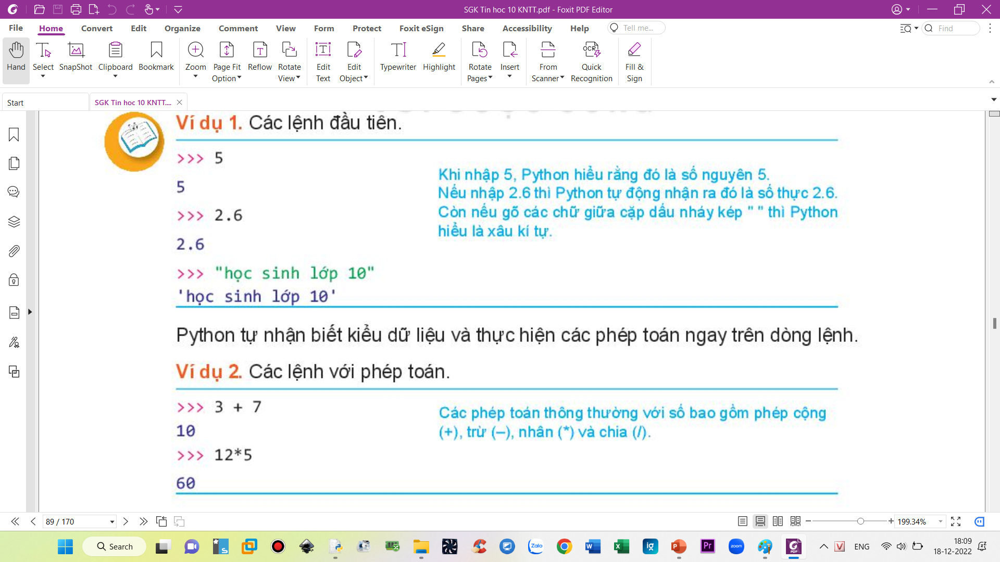 SGK Tin hoc 10 KNTT.pdf - Foxit PDF Editor
File Home Convert Edit Organize Comment View Form Protect Foxit eSign Share Accessibility Help Tell me... Find
Hand Select SnapShot Clipboard Bookmark Zoom Page Fit Option Reflow Rotate View Edit Text Edit Object Typewriter Highlight Rotate Pages Insert From Scanner Quick Recognition Fill & Sign
Start SGK Tin hoc 10 KNTT....
Ví dụ 1. Các lệnh đầu tiên.
>>> 5
5
>>> 2.6
2.6
>>> "học sinh lớp 10"
'học sinh lớp 10'
Khi nhập 5, Python hiểu rằng đó là số nguyên 5.
Nếu nhập 2.6 thì Python tự động nhận ra đó là số thực 2.6.
Còn nếu gõ các chữ giữa cặp dấu nháy kép " " thì Python
hiểu là xâu kí tự.
Python tự nhận biết kiểu dữ liệu và thực hiện các phép toán ngay trên dòng lệnh.
Ví dụ 2. Các lệnh với phép toán.
>>> 3 + 7
10
>>> 12*5
60
Các phép toán thông thường với số bao gồm phép cộng
(+), trừ (–), nhân (*) và chia (/).
89 / 170
199.34%
Search
Zalo
zoom
ENG
18:09
18-12-2022